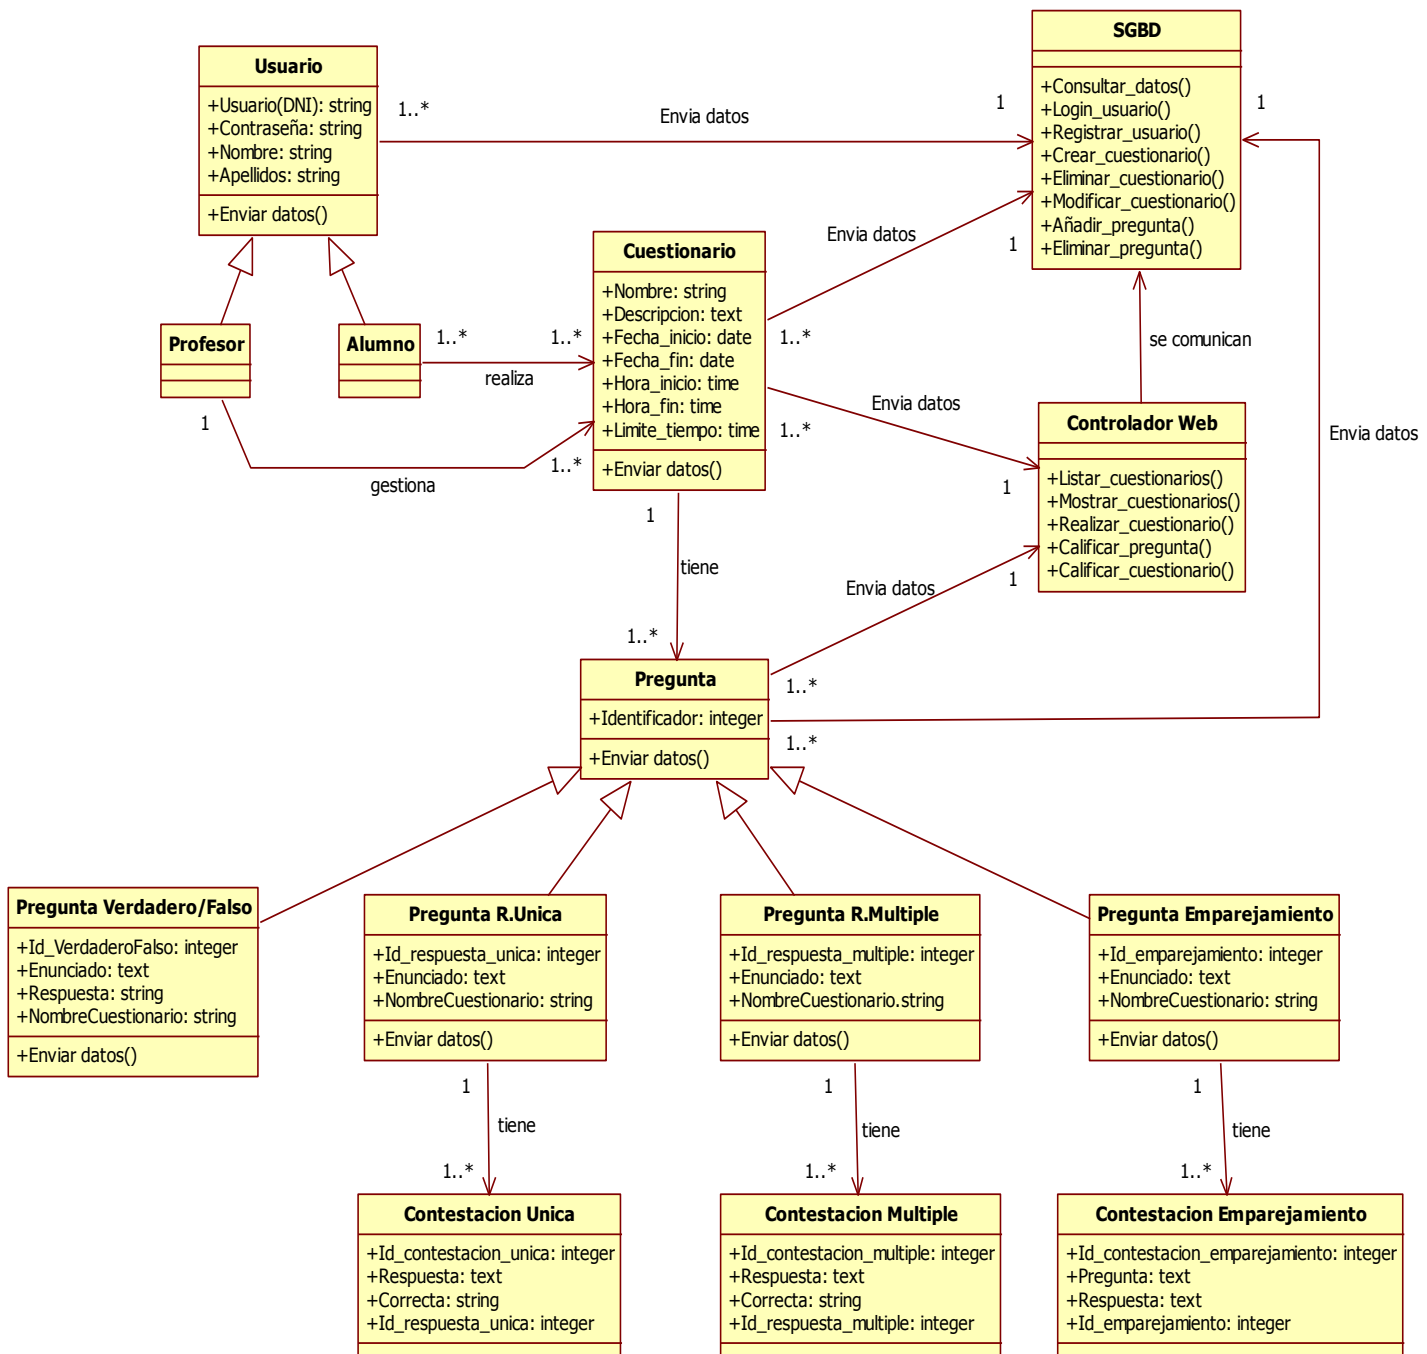 SGBD
+Consultar_datos()
+Login_usuario()
+Registrar_usuario()
+Crear_cuestionario()
+Eliminar_cuestionario()
+Modificar_cuestionario()
+Añadir_pregunta()
+Eliminar_pregunta()
Usuario
+Usuario(DNI): string
+Contraseña: string
+Nombre: string
+Apellidos: string
+Enviar datos()
1..*
Envia datos
1
1
Cuestionario
+Nombre: string
+Descripcion: text
+Fecha_inicio: date
+Fecha_fin: date
+Hora_inicio: time
+Hora_fin: time
+Limite_tiempo: time
+Enviar datos()
Envia datos
1
1..*
Profesor
Alumno
1..*
1..*
realiza
1
1..*
gestiona
se comunican
Envia datos
1..*
1
Controlador Web
+Listar_cuestionarios()
+Mostrar_cuestionarios()
+Realizar_cuestionario()
+Calificar_pregunta()
+Calificar_cuestionario()
Envia datos
1
tiene
1..*
Envia datos
1
1..*
Pregunta
+Identificador: integer
+Enviar datos()
1..*
Pregunta Verdadero/Falso
+Id_VerdaderoFalso: integer
+Enunciado: text
+Respuesta: string
+NombreCuestionario: string
+Enviar datos()
Pregunta R.Unica
+Id_respuesta_unica: integer
+Enunciado: text
+NombreCuestionario: string
+Enviar datos()
Pregunta R.Multiple
+Id_respuesta_multiple: integer
+Enunciado: text
+NombreCuestionario.string
+Enviar datos()
Pregunta Emparejamiento
+Id_emparejamiento: integer
+Enunciado: text
+NombreCuestionario: string
+Enviar datos()
1
tiene
1..*
1
tiene
1..*
1
tiene
1..*
Contestacion Unica
+Id_contestacion_unica: integer
+Respuesta: text
+Correcta: string
+Id_respuesta_unica: integer
Contestacion Multiple
+Id_contestacion_multiple: integer
+Respuesta: text
+Correcta: string
+Id_respuesta_multiple: integer
Contestacion Emparejamiento
+Id_contestacion_emparejamiento: integer
+Pregunta: text
+Respuesta: text
+Id_emparejamiento: integer